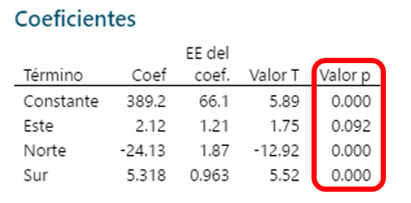 Coeficientes
EE del
Término Coef coef. Valor T Valor p
Constante 389.2 66.1 5.89 0.000
Este 2.12 1.21 1.75 0.092
Norte -24.13 1.87 -12.92 0.000
Sur 5.318 0.963 5.52 0.000